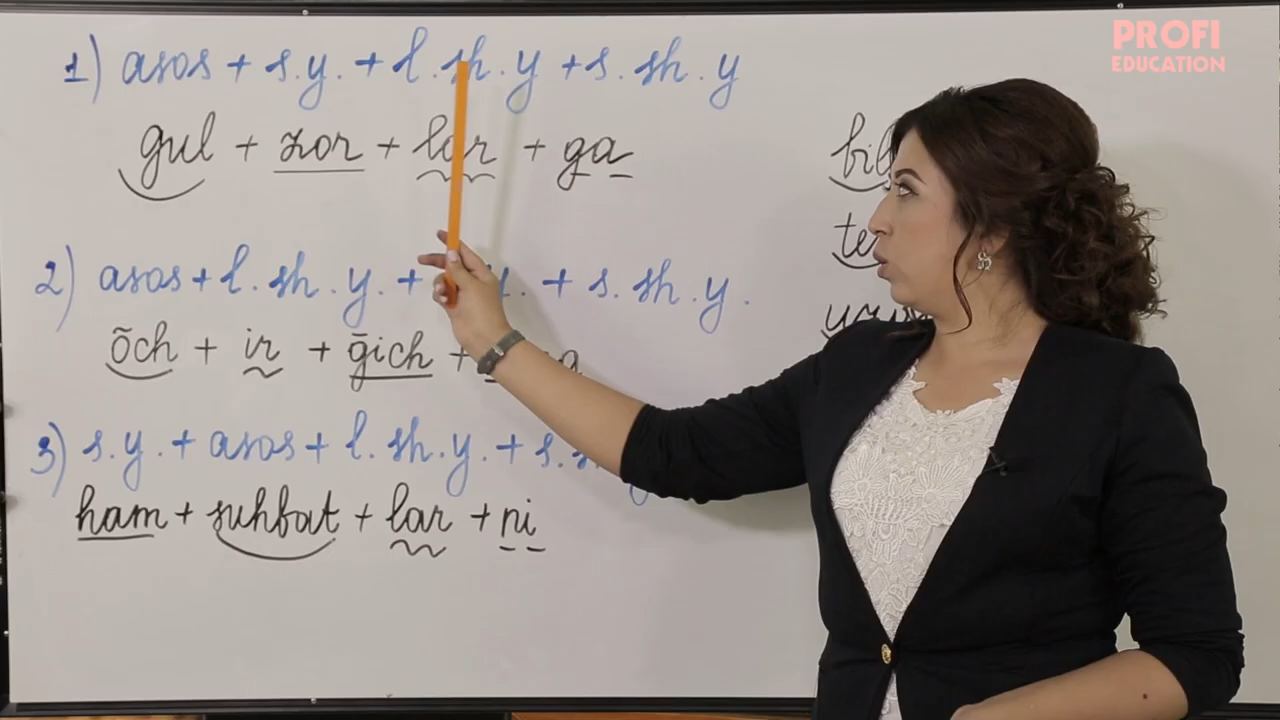 PROFI
EDUCATION
1) asos + s.y. + l.sh.y + s.sh.y
gul + zor + lar + ga
2) asos + l.sh.y. + y. + s.sh.y.
õch + ir + ḡich +
3) s.y. + asos + l.sh.y. + s.
ham + suhbat + lar + ni